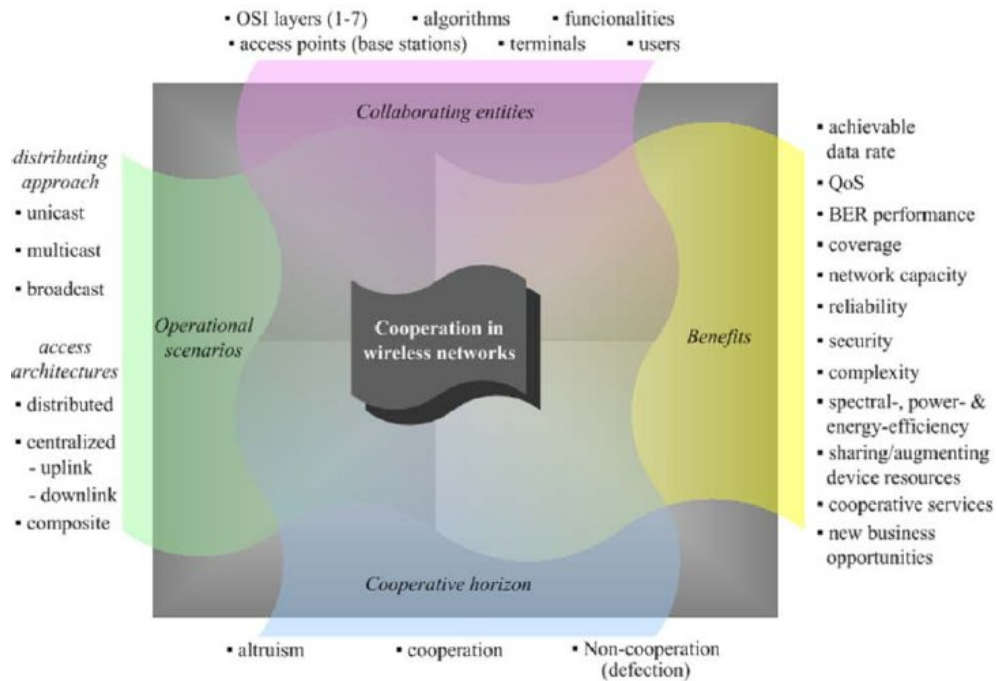 ▪ OSI layers (1-7) ▪ algorithms ▪ funcionalities
▪ access points (base stations) ▪ terminals ▪ users
Collaborating entities
distributing
approach
▪ unicast
▪ multicast
▪ broadcast
access
architectures
▪ distributed
▪ centralized
- uplink
- downlink
▪ composite
Operational
scenarios
Cooperation in
wireless networks
Benefits
▪ achievable
data rate
▪ QoS
▪ BER performance
▪ coverage
▪ network capacity
▪ reliability
▪ security
▪ complexity
▪ spectral-, power- &
energy-efficiency
▪ sharing/augmenting
device resources
▪ cooperative services
▪ new business
opportunities
Cooperative horizon
▪ altruism ▪ cooperation ▪ Non-cooperation
(defection)